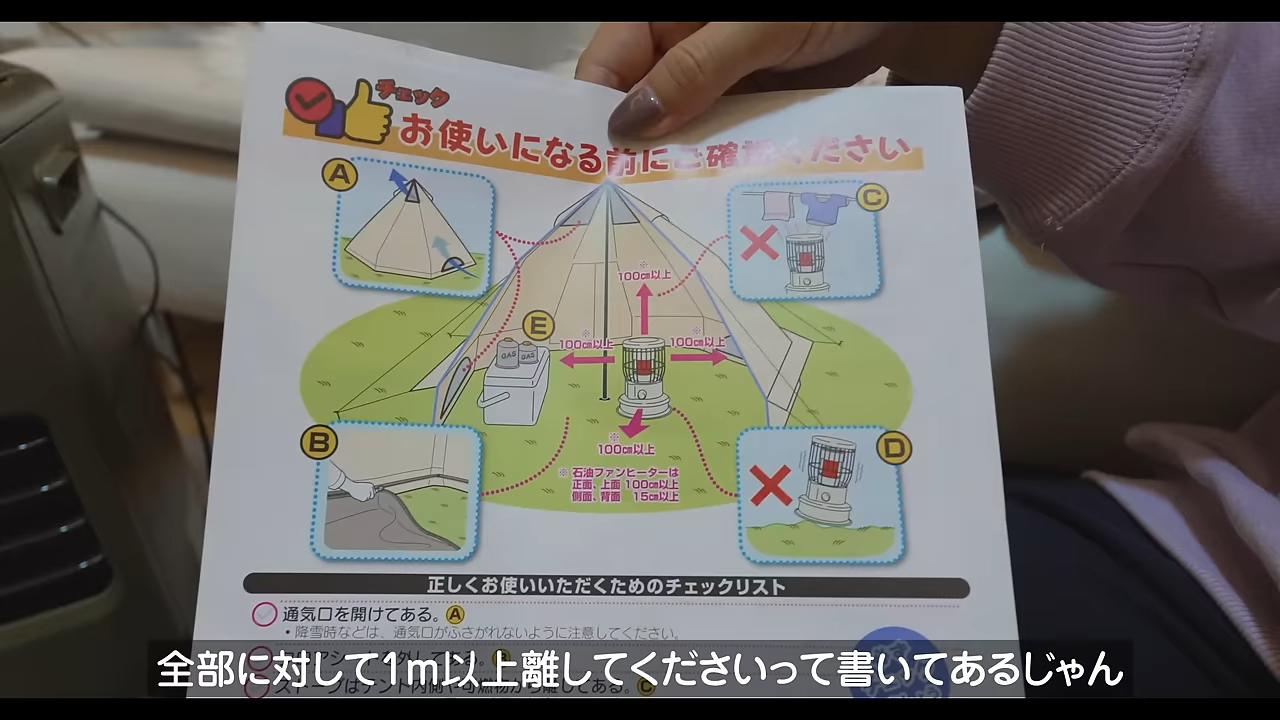 チェック
お使いになる前にご確認ください
A
C
※
100cm以上
E
※
100cm以上
※
100cm以上
GAS
GAS
B
D
※
100cm以上
※ 石油ファンヒーターは
正面、上面 100cm以上
側面、背面 15cm以上
正しくお使いいただくためのチェックリスト
通気口を開けてある。A
・降雪時などは、通気口がふさがれないように注意してください。
全部に対して1m以上離してくださいって書いてあるじゃん